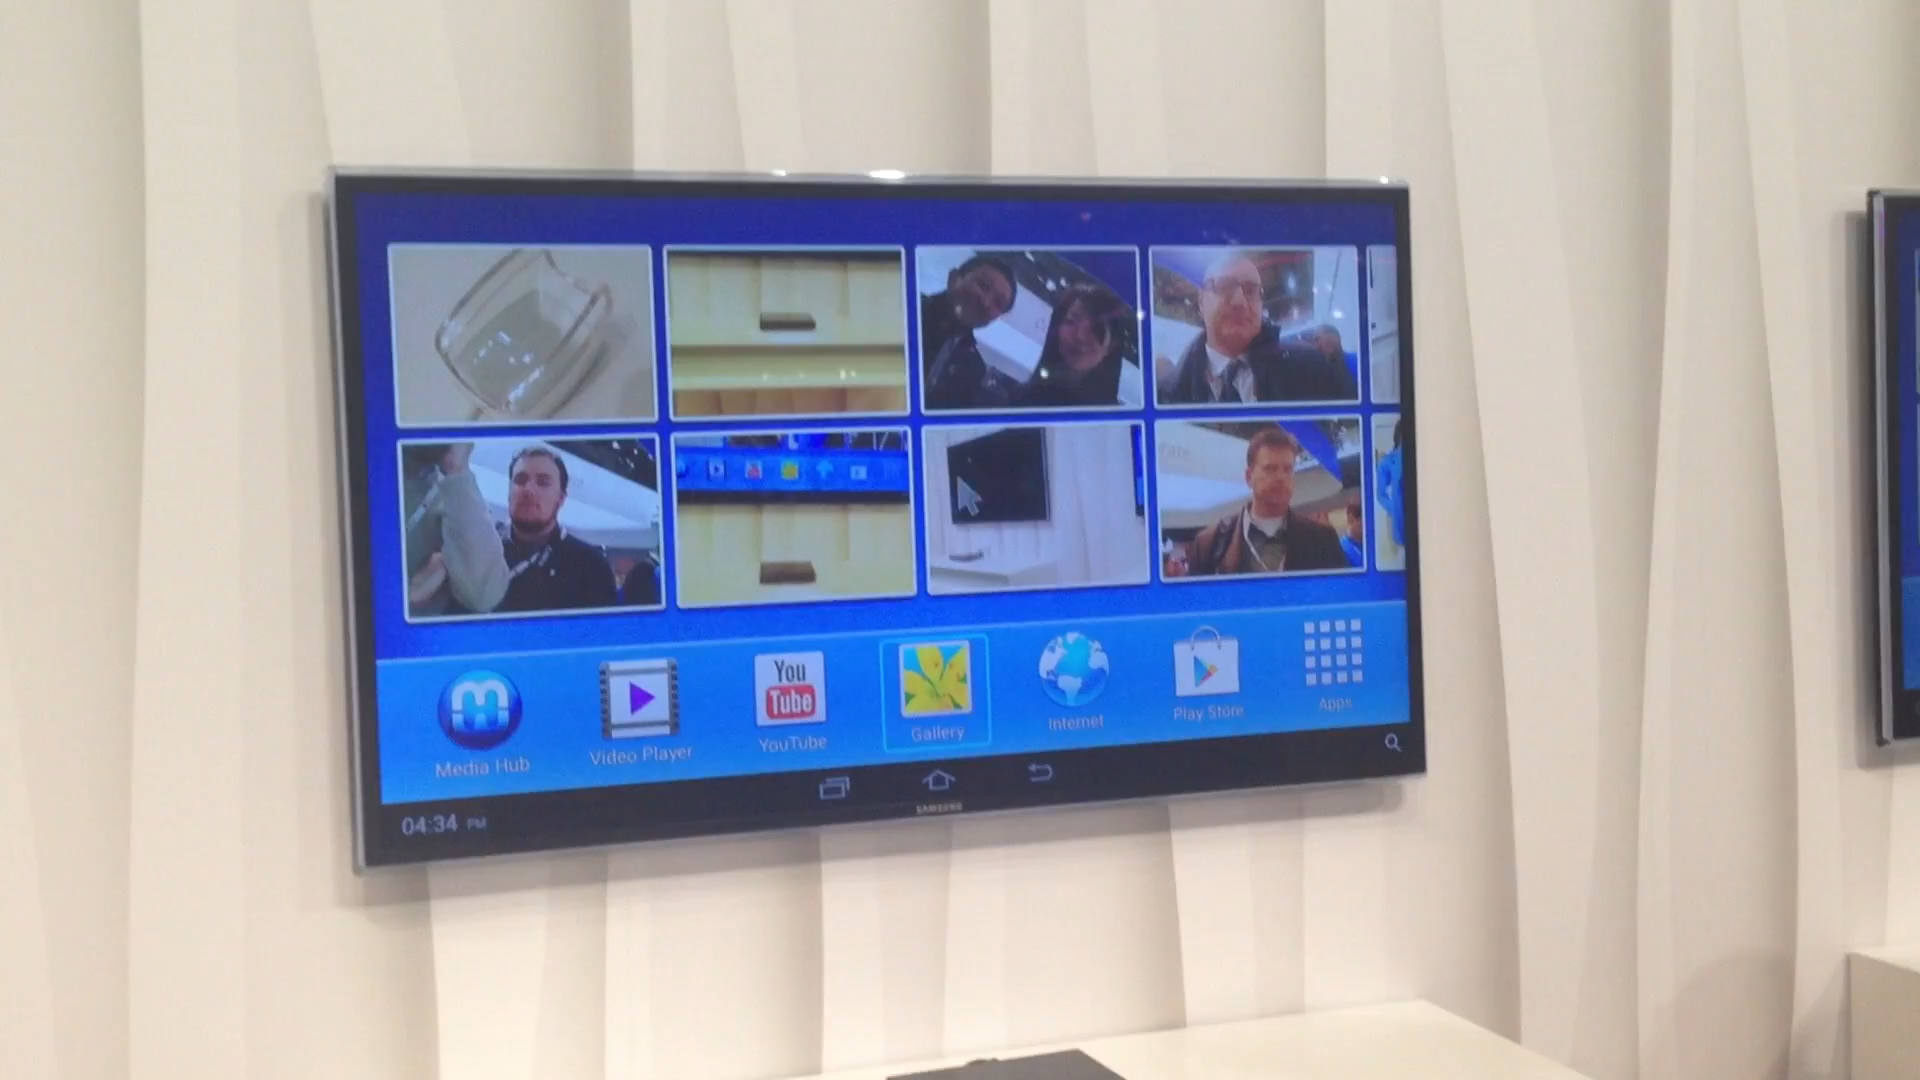 Media Hub
Video Player
You
Tube
YouTube
Gallery
Internet
Play Store
Apps
04:34 PM
SAMSUNG